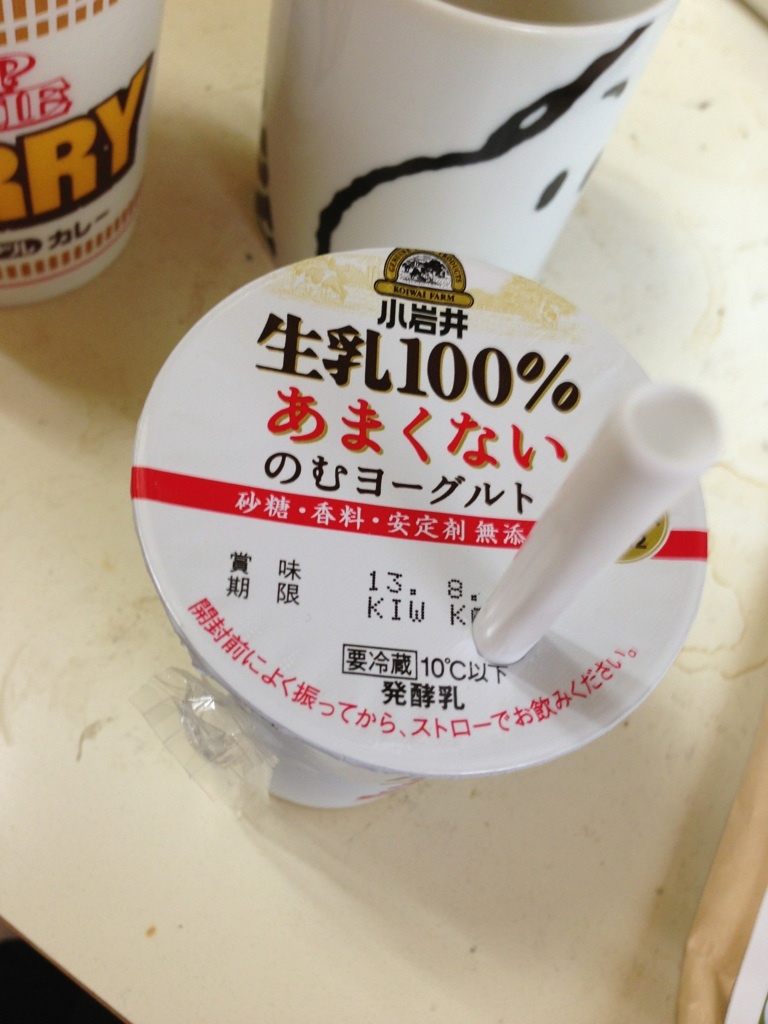 RRY
カレー
KOIWAI FARM
小岩井
生乳100%
あまくない
のむヨーグルト
砂糖・香料・安定剤 無添
賞味期限
13. 8.
KIW
要冷蔵 10℃以下
発酵乳
開封前によく振ってから、ストローでお飲みください。